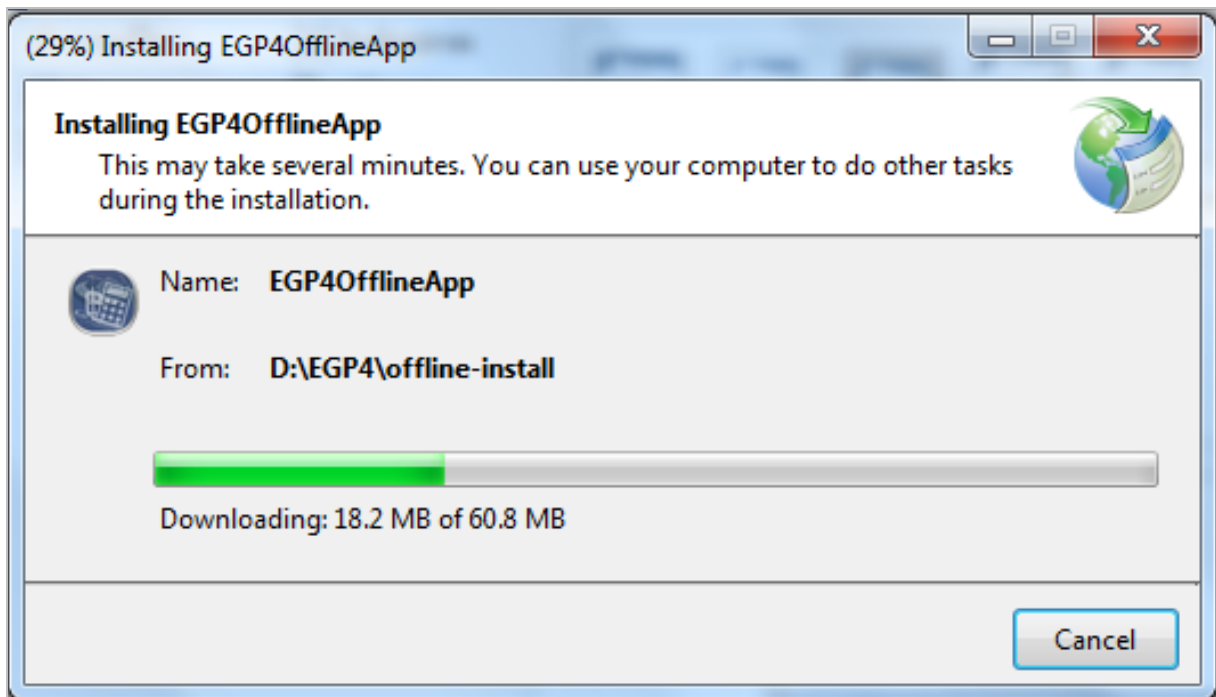 (29%) Installing EGP4OfflineApp
Installing EGP4OfflineApp
This may take several minutes. You can use your computer to do other tasks
during the installation.
Name: EGP4OfflineApp
From: D:\EGP4\offline-install
Downloading: 18.2 MB of 60.8 MB
Cancel